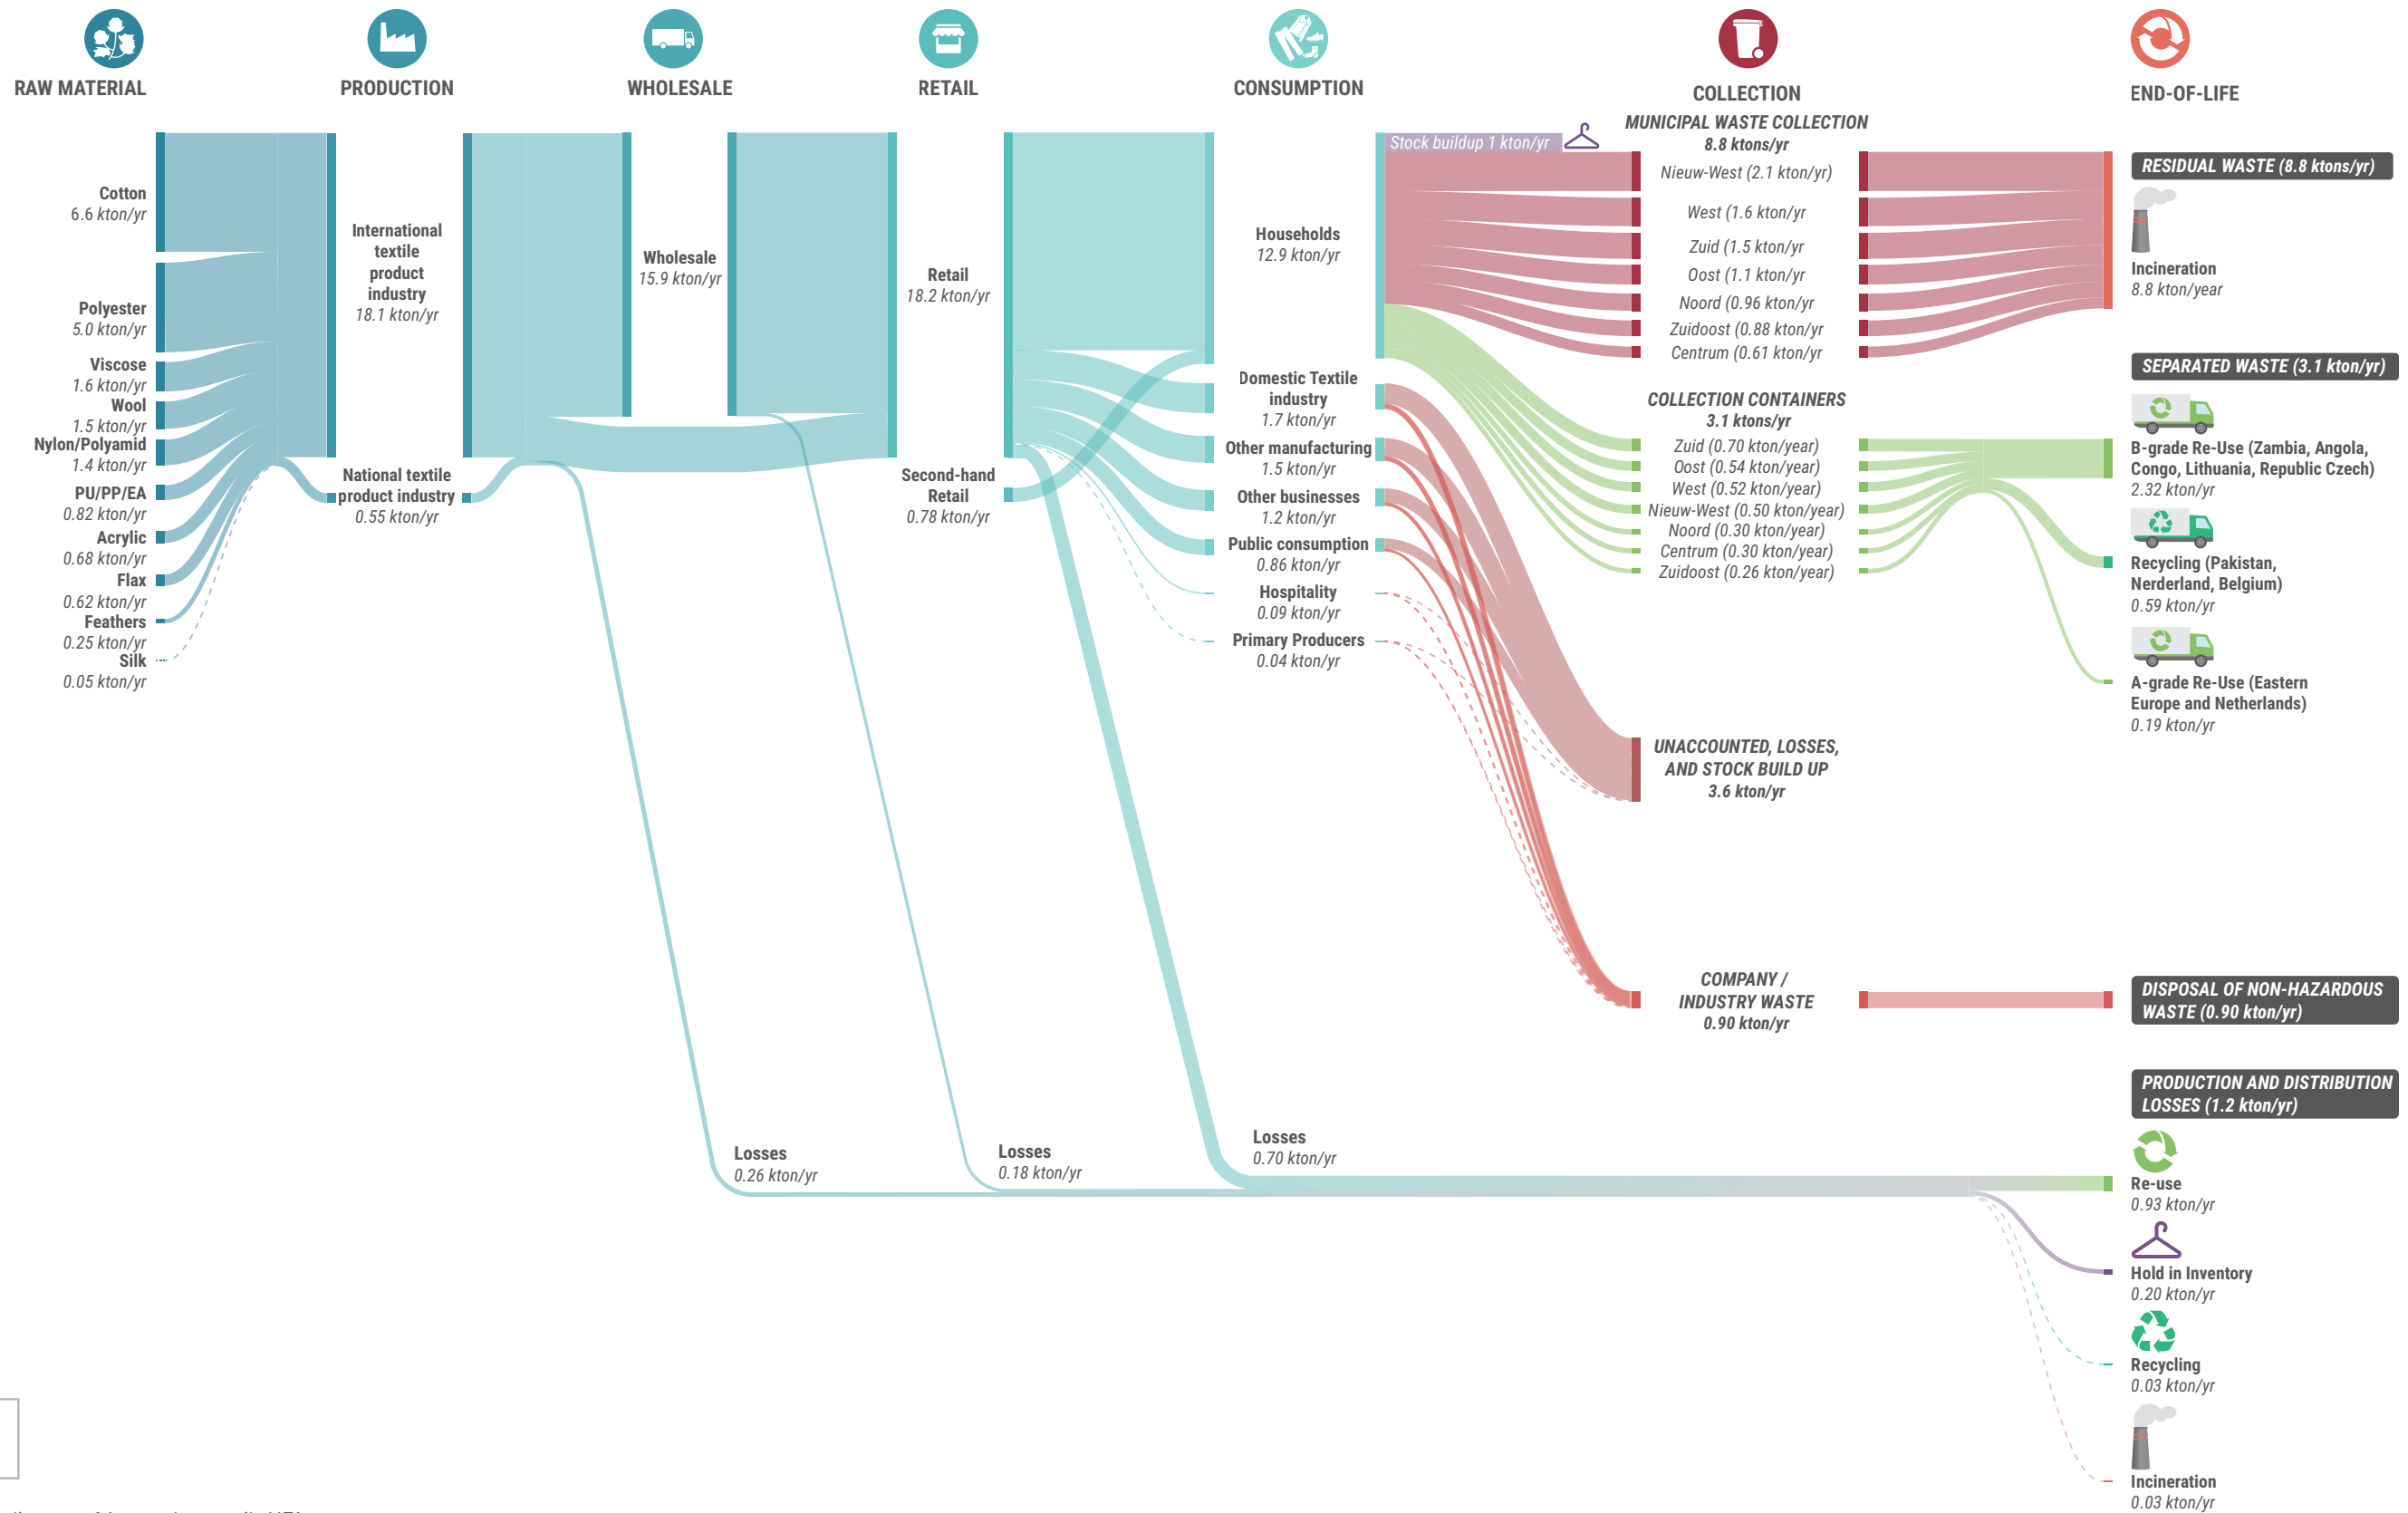 RAW MATERIAL
PRODUCTION
WHOLESALE
RETAIL
CONSUMPTION
COLLECTION
END-OF-LIFE
Cotton
6.6 kton/yr
Polyester
5.0 kton/yr
Viscose
1.6 kton/yr
Wool
1.5 kton/yr
Nylon/Polyamid
1.4 kton/yr
PU/PP/EA
0.82 kton/yr
Acrylic
0.68 kton/yr
Flax
0.62 kton/yr
Feathers
0.25 kton/yr
Silk
0.05 kton/yr
International
textile
product
industry
18.1 kton/yr
National textile
product industry
0.55 kton/yr
Wholesale
15.9 kton/yr
Retail
18.2 kton/yr
Second-hand
Retail
0.78 kton/yr
Households
12.9 kton/yr
Domestic Textile
industry
1.7 kton/yr
Other manufacturing
1.5 kton/yr
Other businesses
1.2 kton/yr
Public consumption
0.86 kton/yr
Hospitality
0.09 kton/yr
Primary Producers
0.04 kton/yr
Stock buildup 1 kton/yr
MUNICIPAL WASTE COLLECTION
8.8 ktons/yr
Nieuw-West (2.1 kton/yr)
West (1.6 kton/yr
Zuid (1.5 kton/yr
Oost (1.1 kton/yr
Noord (0.96 kton/yr
Zuidoost (0.88 kton/yr
Centrum (0.61 kton/yr
COLLECTION CONTAINERS
3.1 ktons/yr
Zuid (0.70 kton/year)
Oost (0.54 kton/year)
West (0.52 kton/year)
Nieuw-West (0.50 kton/year)
Noord (0.30 kton/year)
Centrum (0.30 kton/year)
Zuidoost (0.26 kton/year)
UNACCOUNTED, LOSSES,
AND STOCK BUILD UP
3.6 kton/yr
COMPANY /
INDUSTRY WASTE
0.90 kton/yr
Losses
0.26 kton/yr
Losses
0.18 kton/yr
Losses
0.70 kton/yr
RESIDUAL WASTE (8.8 ktons/yr)
Incineration
8.8 kton/year
SEPARATED WASTE (3.1 kton/yr)
B-grade Re-Use (Zambia, Angola,
Congo, Lithuania, Republic Czech)
2.32 kton/yr
Recycling (Pakistan,
Nerderland, Belgium)
0.59 kton/yr
A-grade Re-Use (Eastern
Europe and Netherlands)
0.19 kton/yr
DISPOSAL OF NON-HAZARDOUS
WASTE (0.90 kton/yr)
PRODUCTION AND DISTRIBUTION
LOSSES (1.2 kton/yr)
Re-use
0.93 kton/yr
Hold in Inventory
0.20 kton/yr
Recycling
0.03 kton/yr
Incineration
0.03 kton/yr